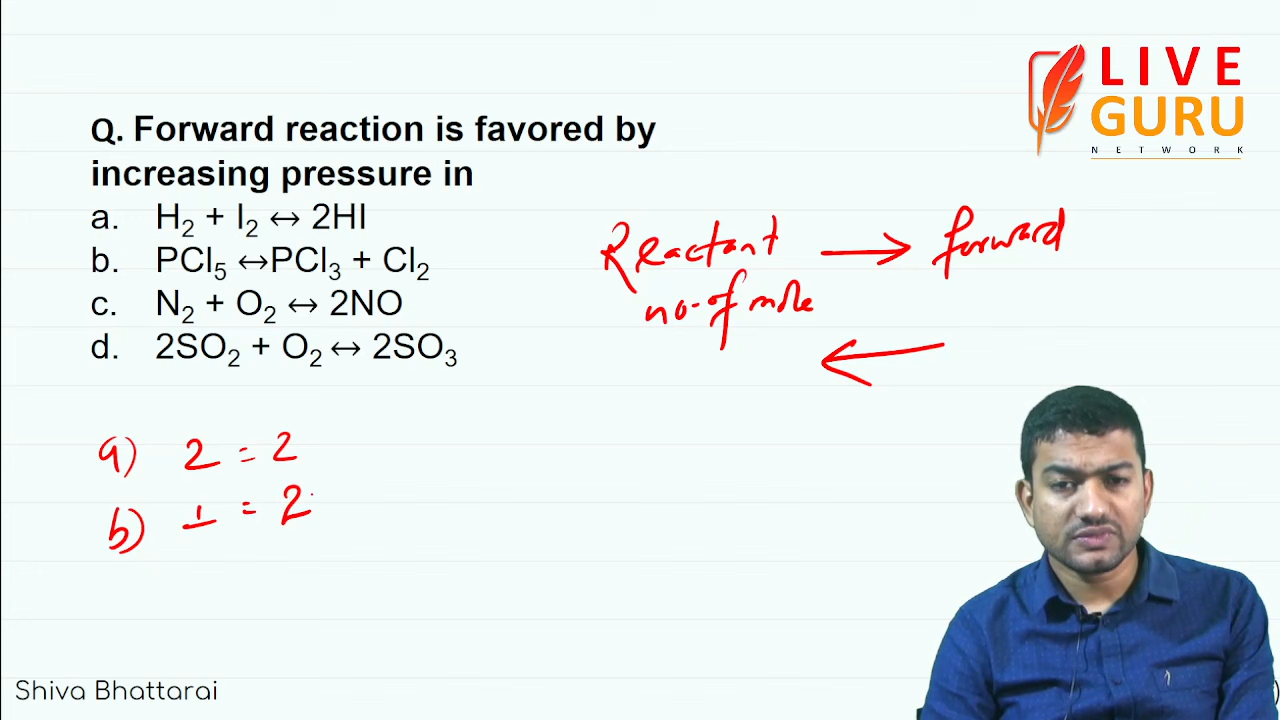 LIVE
GURU
NETWORK
Q. Forward reaction is favored by
increasing pressure in
a. H₂ + I₂ ↔ 2HI
b. PCl₅ ↔PCl₃ + Cl₂
c. N₂ + O₂ ↔ 2NO
d. 2SO₂ + O₂ ↔ 2SO₃
Reactant → forward
no. of mole
←
a) 2 = 2
b) 1 = 2
Shiva Bhattarai